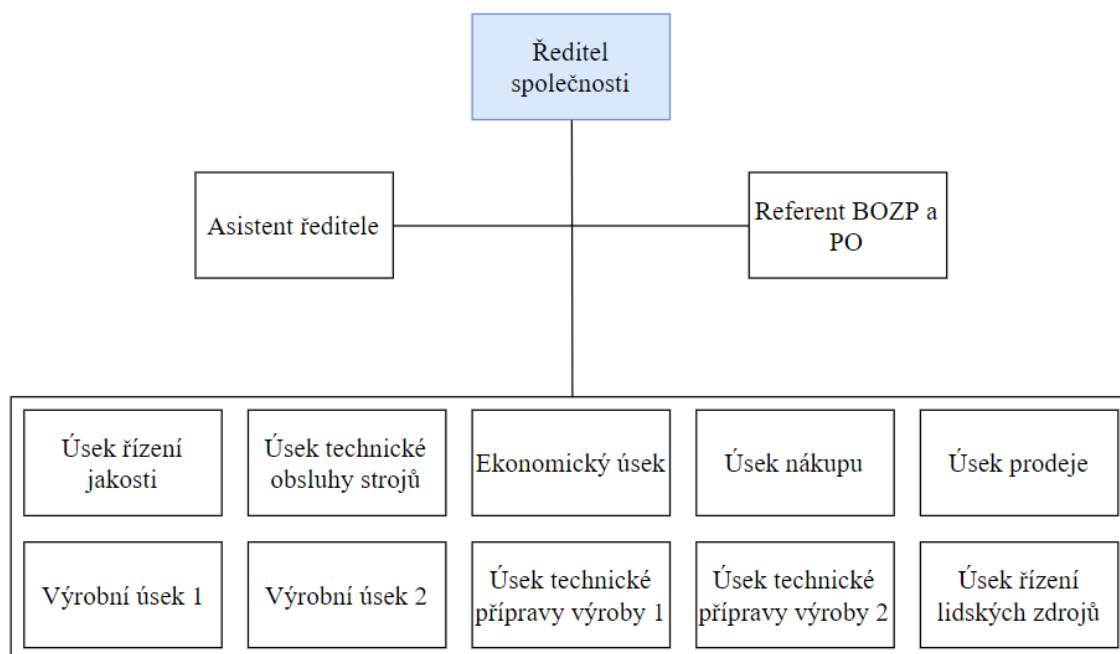 Ředitel
společnosti
Asistent ředitele
Referent BOZP a
PO
Úsek řízení
jakosti
Úsek technické
obsluhy strojů
Ekonomický úsek
Úsek nákupu
Úsek prodeje
Výrobní úsek 1
Výrobní úsek 2
Úsek technické
přípravy výroby 1
Úsek technické
přípravy výroby 2
Úsek řízení
lidských zdrojů